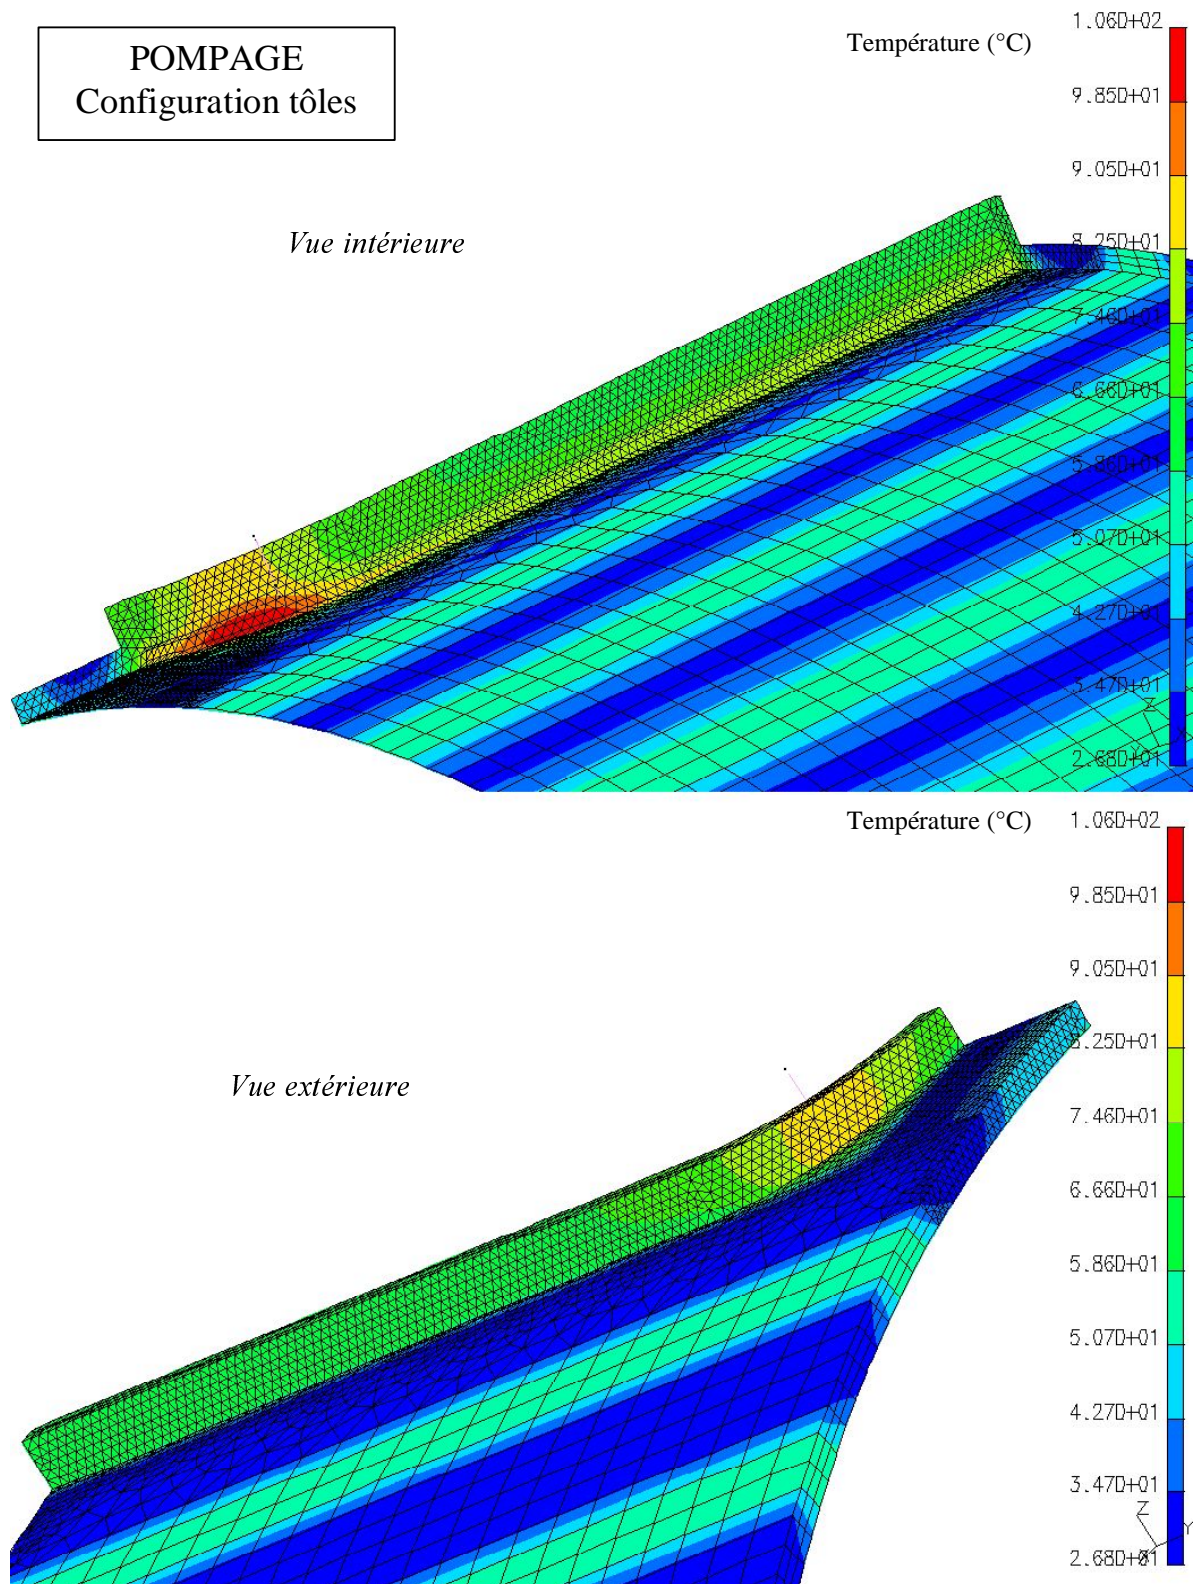 POMPAGE
Configuration tôles
Température (°C)
1.06D+02
9.85D+01
9.05D+01
8.25D+01
7.46D+01
6.66D+01
5.86D+01
5.07D+01
4.27D+01
3.47D+01
2.68D+01
Vue intérieure
Z
Température (°C)
1.06D+02
9.85D+01
9.05D+01
8.25D+01
7.46D+01
6.66D+01
5.86D+01
5.07D+01
4.27D+01
3.47D+01
2.68D+01
Vue extérieure
Z
Y
X